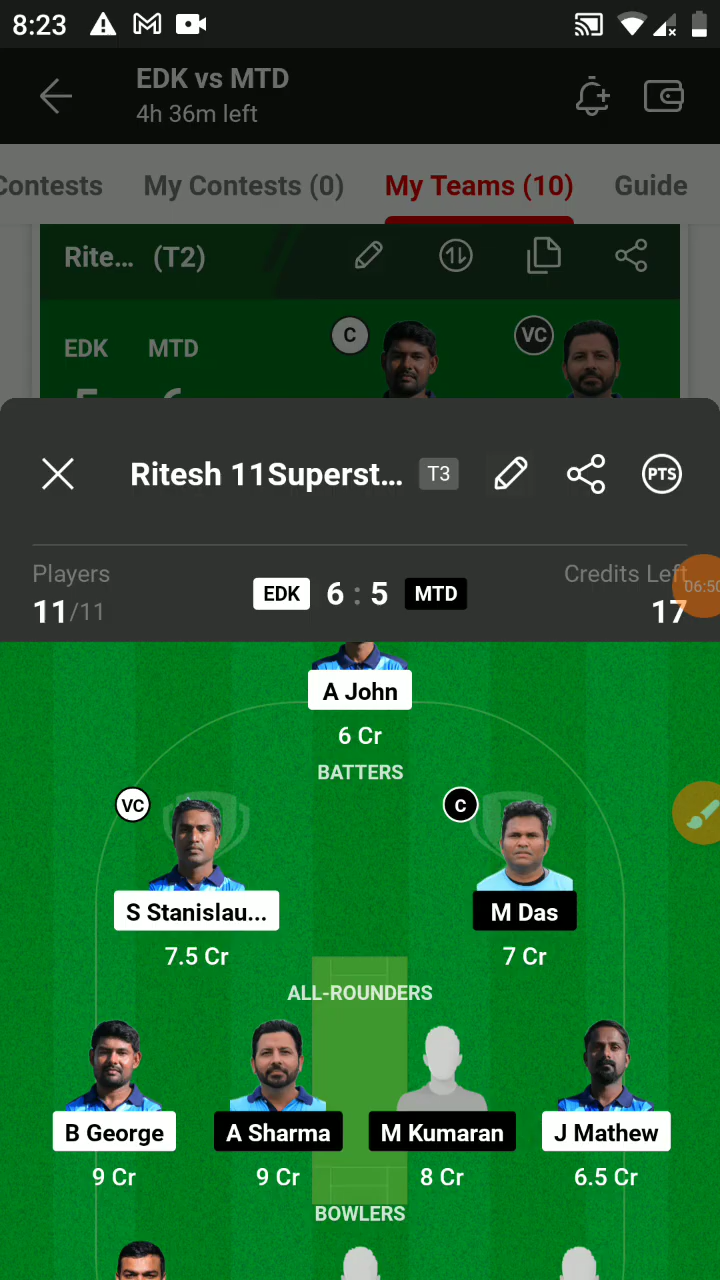 8:23
EDK vs MTD
4h 36m left
Contests My Contests (0) My Teams (10) Guide
Rite... (T2)
C VC
EDK MTD
Ritesh 11Superst... T3 PTS
Players Credits Left
11/11 EDK 6 : 5 MTD 17
06:50
A John
6 Cr
BATTERS
VC C
S Stanislau... M Das
7.5 Cr 7 Cr
ALL-ROUNDERS
B George A Sharma M Kumaran J Mathew
9 Cr 9 Cr 8 Cr 6.5 Cr
BOWLERS